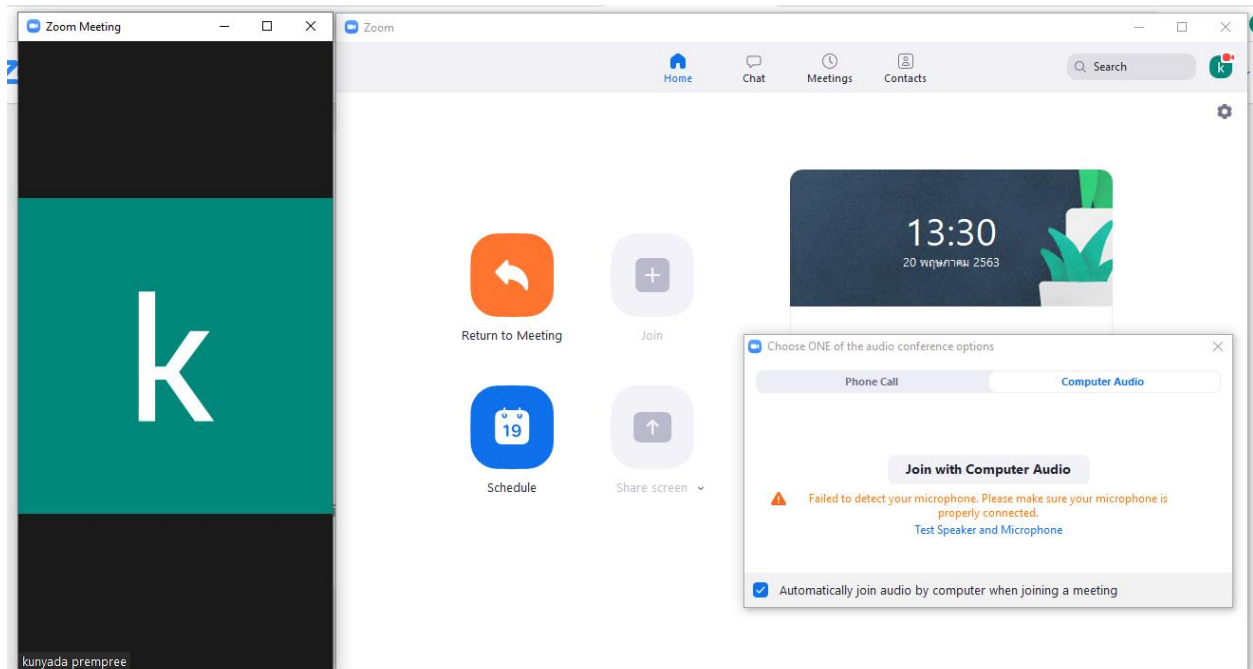 Zoom Meeting
k
kunyada prempree
Zoom
Home
Chat
Meetings
Contacts
Search
k
Return to Meeting
Join
19
Schedule
Share screen
13:30
20 พฤษภาคม 2563
Choose ONE of the audio conference options
Phone Call
Computer Audio
Join with Computer Audio
Failed to detect your microphone. Please make sure your microphone is
properly connected.
Test Speaker and Microphone
Automatically join audio by computer when joining a meeting